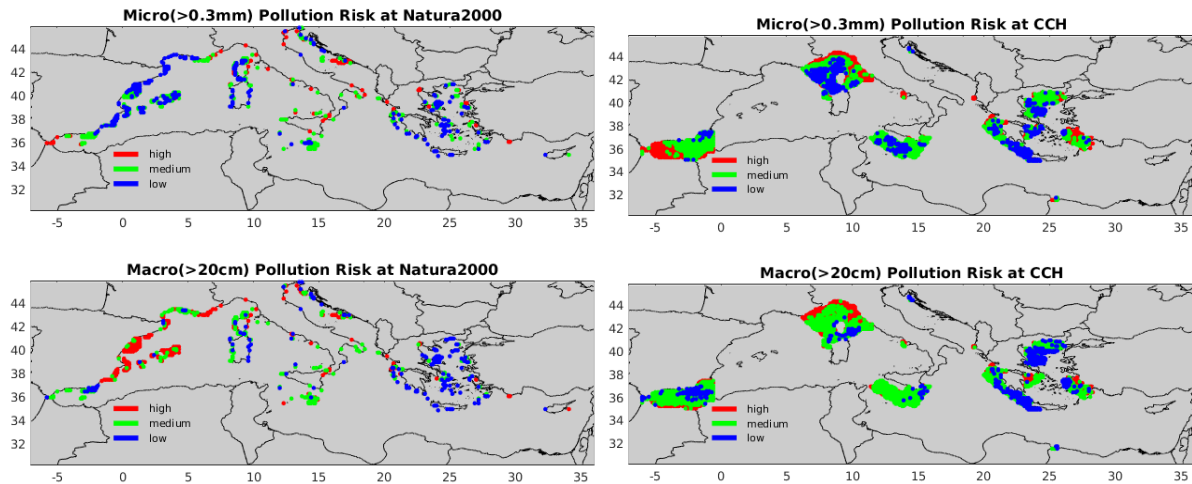 Micro(>0.3mm) Pollution Risk at Natura2000
44
42
40
38
36
34
32
high
medium
low
-5 0 5 10 15 20 25 30 35
Micro(>0.3mm) Pollution Risk at CCH
44
42
40
38
36
34
32
high
medium
low
-5 0 5 10 15 20 25 30 35
Macro(>20cm) Pollution Risk at Natura2000
44
42
40
38
36
34
32
high
medium
low
-5 0 5 10 15 20 25 30 35
Macro(>20cm) Pollution Risk at CCH
44
42
40
38
36
34
32
high
medium
low
-5 0 5 10 15 20 25 30 35